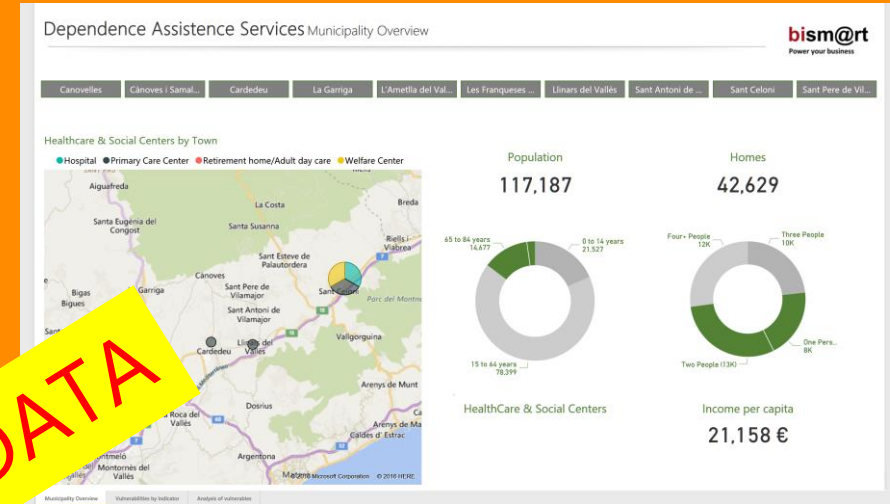 Dependence Assistence Services Municipality Overview
bism@rt
Power your business
Canovelles
Cànoves i Samal...
Cardedeu
La Garriga
L'Ametlla del Val...
Les Franqueses ...
Llinars del Vallès
Sant Antoni de ...
Sant Celoni
Sant Pere de Vil...
Healthcare & Social Centers by Town
Hospital
Primary Care Center
Retirement home/Adult day care
Welfare Center
Aiguafreda
La Costa
Breda
Santa Eugènia del
Congost
Santa Susanna
Riells i
Viabrea
Sant Esteve de
Palautordera
Cànoves
Bigas
Bigues
Garriga
Sant Pere de
Vilamajor
Sant Celoni
Parc del Montne
Sant Antoni de
Vilamajor
Vallgorguina
Cardedeu
Llinars del
Vallès
Arenys de Munt
Roca del
Vallès
Dosrius
Arenys de Ma
Caldes d' Estrac
Argentona
Montornès del
Vallès
© 2016 Microsoft Corporation
© 2016 HERE
Population
117,187
65 to 84 years
14,677
0 to 14 years
21,527
15 to 64 years
78,399
HealthCare & Social Centers
Homes
42,629
Four+ People
12K
Three People
10K
One Pers...
8K
Two People (13K)
Income per capita
21,158 €
DATA
Municipality Overview
Vulnerabilities by Indicator
Analysis of vulnerables